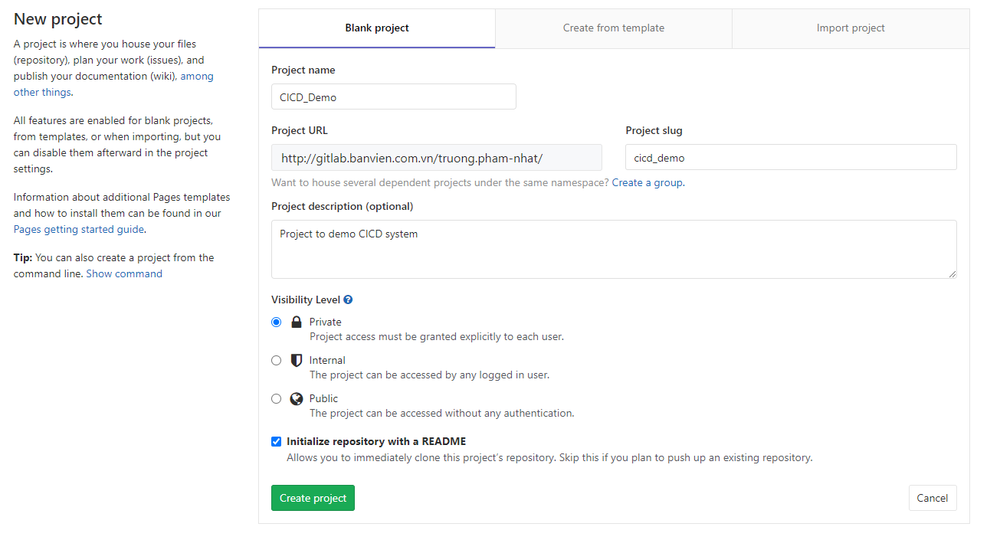 New project
A project is where you house your files
(repository), plan your work (issues), and
publish your documentation (wiki), among
other things.
All features are enabled for blank projects,
from templates, or when importing, but you
can disable them afterward in the project
settings.
Information about additional Pages templates
and how to install them can be found in our
Pages getting started guide.
Tip: You can also create a project from the
command line. Show command
Blank project
Create from template
Import project
Project name
CICD_Demo
Project URL
http://gitlab.banvien.com.vn/truong.pham-nhat/
Project slug
cicd_demo
Want to house several dependent projects under the same namespace? Create a group.
Project description (optional)
Project to demo CICD system
Visibility Level
Private
Project access must be granted explicitly to each user.
Internal
The project can be accessed by any logged in user.
Public
The project can be accessed without any authentication.
Initialize repository with a README
Allows you to immediately clone this project’s repository. Skip this if you plan to push up an existing repository.
Create project
Cancel